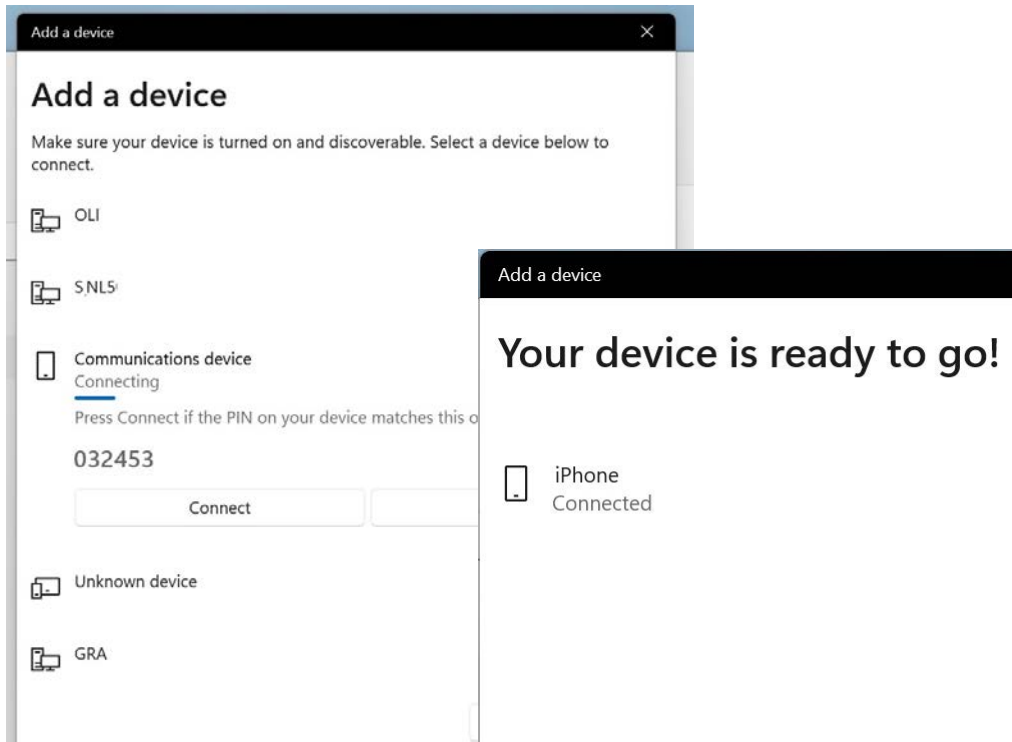 Add a device
Add a device
Make sure your device is turned on and discoverable. Select a device below to
connect.
OLI
Communications device
Connecting
Press Connect if the PIN on your device matches this
032453
Connect
Unknown device
GRA
Add a device
Your device is ready to go!
iPhone
Connected